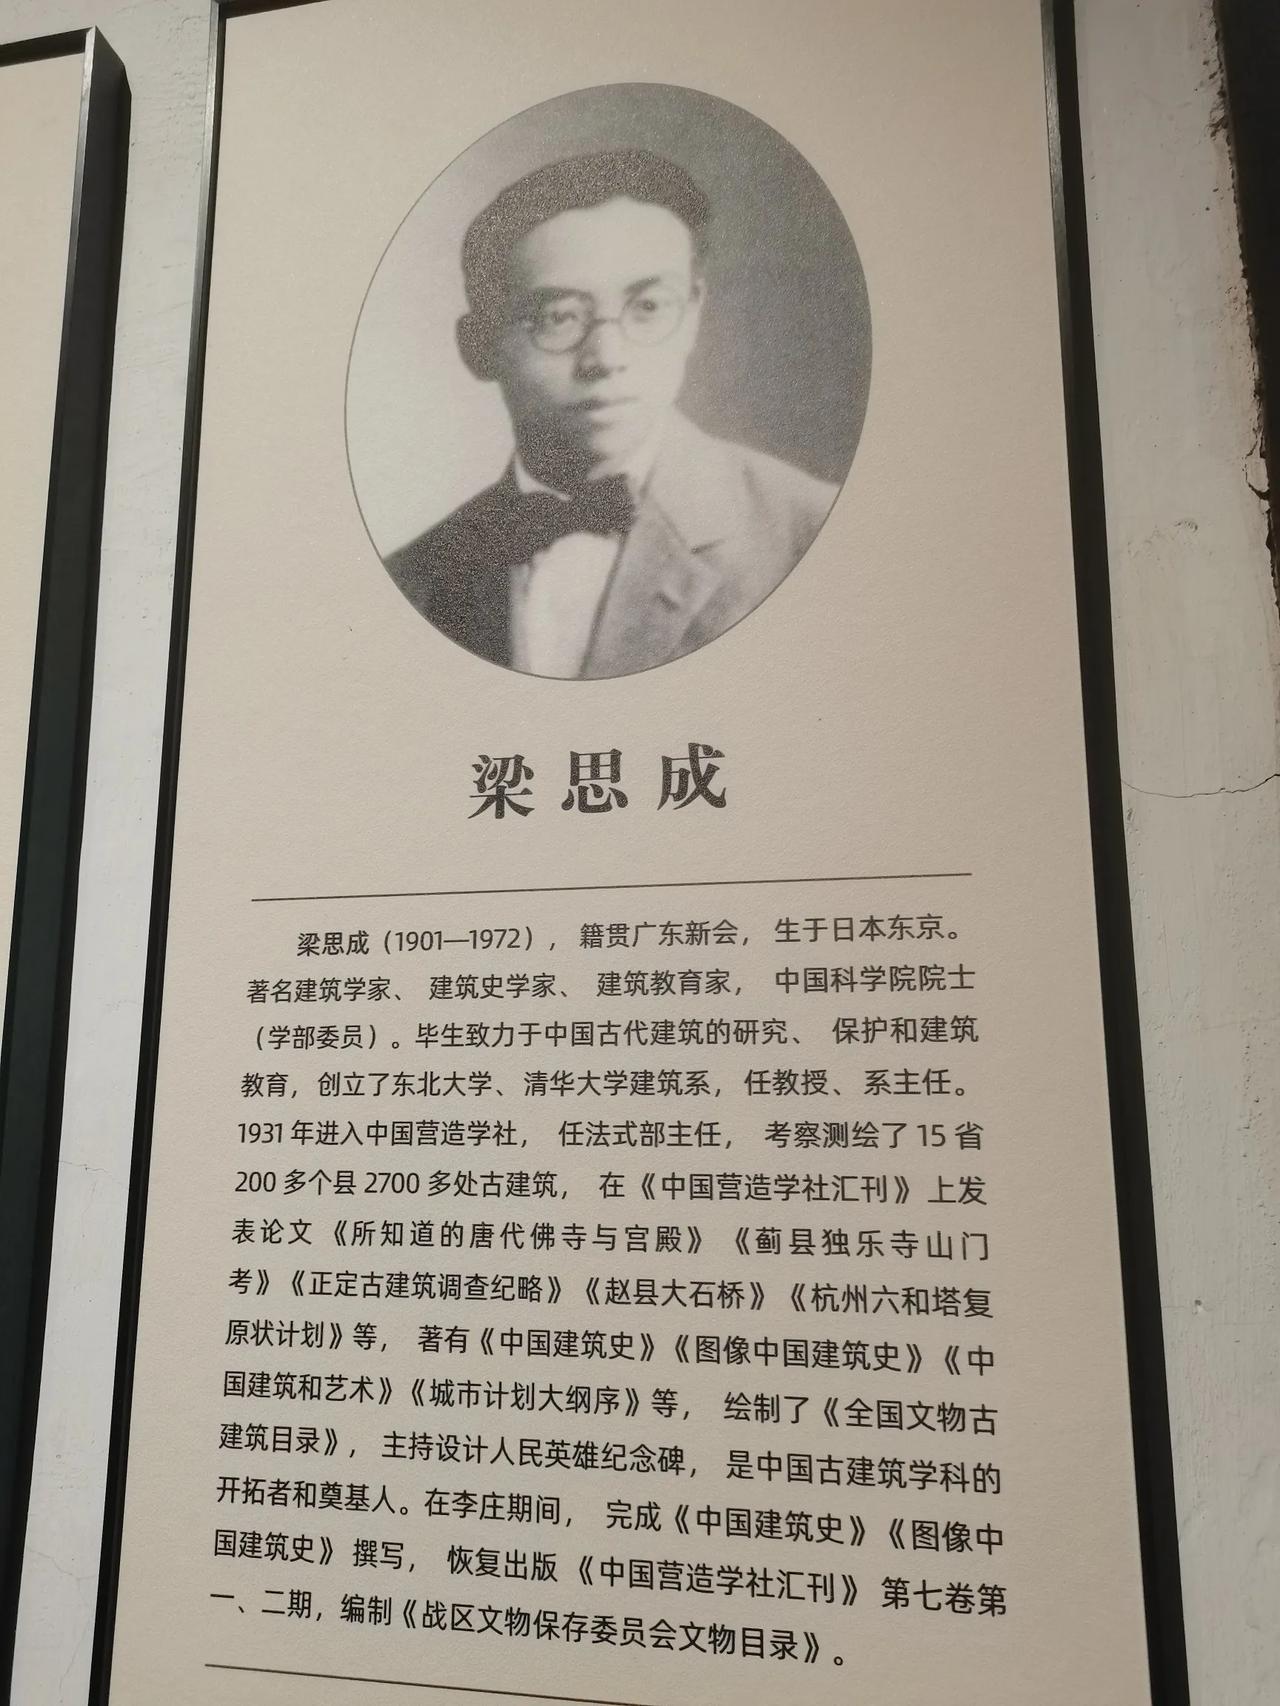 梁思成
梁思成（1901—1972），籍贯广东新会，生于日本东京。
著名建筑学家、建筑史学家、建筑教育家，中国科学院院士
（学部委员）。毕生致力于中国古代建筑的研究、保护和建筑
教育，创立了东北大学、清华大学建筑系，任教授、系主任。
1931年进入中国营造学社，任法式部主任，考察测绘了15省
200多个县2700多处古建筑，在《中国营造学社汇刊》上发
表论文《所知道的唐代佛寺与宫殿》《蓟县独乐寺山门
考》《正定古建筑调查纪略》《赵县大石桥》《杭州六和塔复
原状计划》等，著有《中国建筑史》《图像中国建筑史》《中
国建筑和艺术》《城市计划大纲序》等，绘制了《全国文物古
建筑目录》，主持设计人民英雄纪念碑，是中国古建筑学科的
开拓者和奠基人。在李庄期间，完成《中国建筑史》《图像中
国建筑史》撰写，恢复出版《中国营造学社汇刊》第七卷第
一、二期，编制《战区文物保存委员会文物目录》。